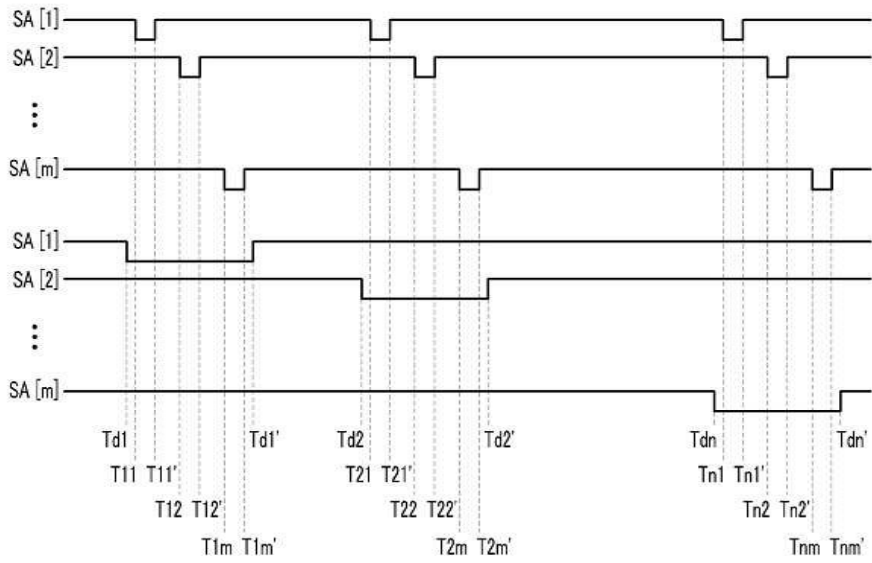 SA [1]
SA [2]
⋮
SA [m]
SA [1]
SA [2]
⋮
SA [m]
Td1 Td1' Td2 Td2' Tdn Tdn'
T11 T11' T21 T21' Tn1 Tn1'
T12 T12' T22 T22' Tn2 Tn2'
T1m T1m' T2m T2m' Tnm Tnm'